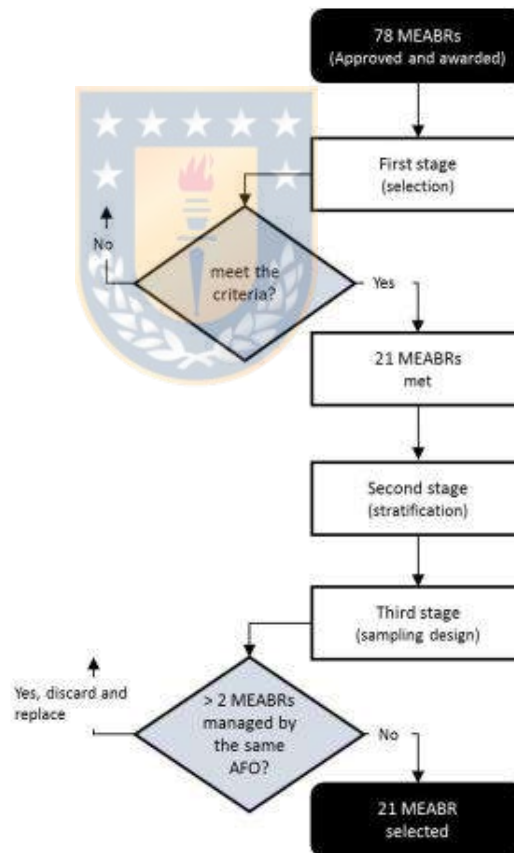 78 MEABRs
(Approved and awarded)
First stage
(selection)
No
meet the
criteria?
Yes
21 MEABRs
met
Second stage
(stratification)
Third stage
(sampling design)
Yes, discard and
replace
> 2 MEABRs
managed by
the same
AFO?
No
21 MEABR
selected